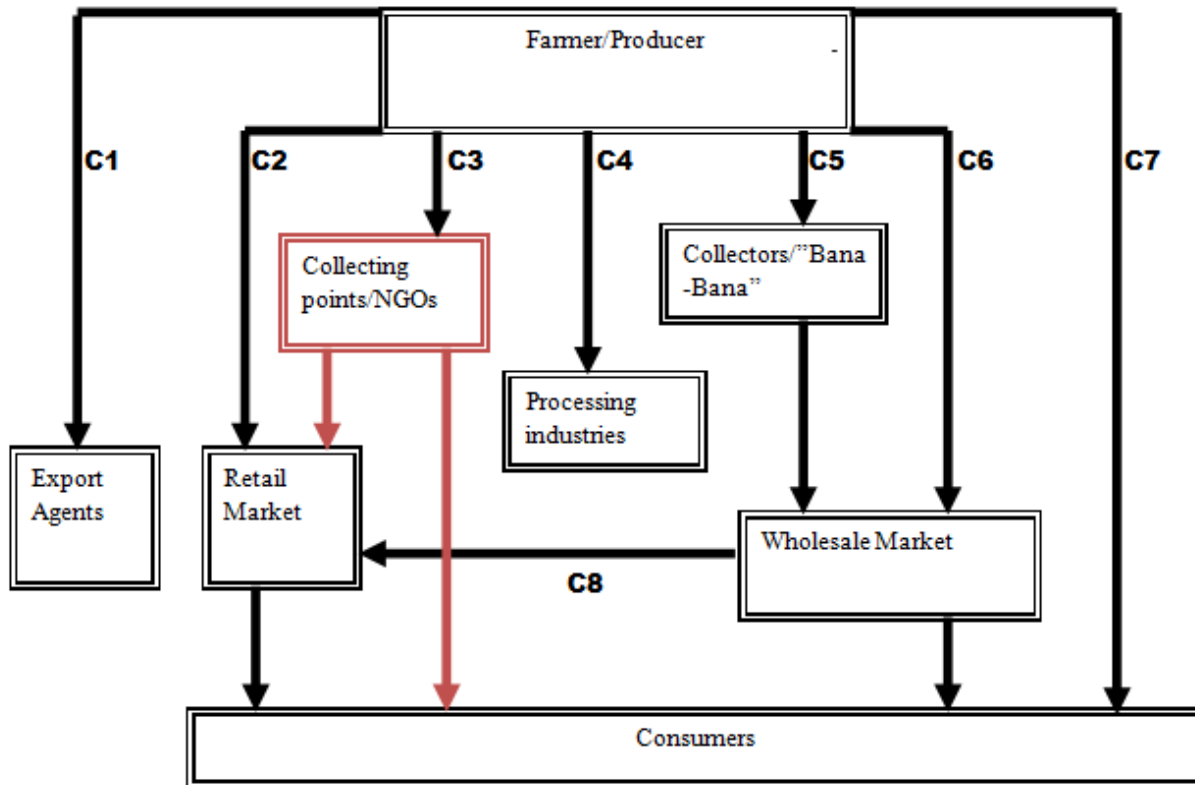 Farmer/Producer -
C1
C2
C3
C4
C5
C6
C7
Collecting
points/NGOs
Collectors/”Bana
-Bana”
Processing
industries
Export
Agents
Retail
Market
Wholesale Market
C8
Consumers